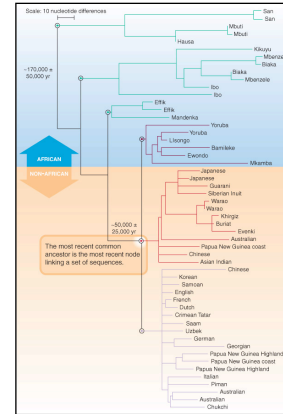 Scale: 10 nucleotide differences
San
San
Mbuti
Mbuti
Hausa
Kikuyu
Mbenzele
Biaka
Biaka
Mbenzele
Ibo
Ibo
~170,000 ±
50,000 yr
Effik
Effik
Mandenka
Yoruba
Yoruba
Lisongo
Bamileke
Ewondo
Mkamba
AFRICAN
NON-AFRICAN
Japanese
Japanese
Guarani
Siberian Inuit
Warao
Warao
Khirgiz
Buriat
Evenki
Australian
Papua New Guinea coast
Chinese
Asian Indian
~50,000 ±
25,000 yr
The most recent common
ancestor is the most recent node
linking a set of sequences.
Chinese
Korean
Samoan
English
French
Dutch
Crimean Tatar
Saam
Uzbek
German
Georgian
Papua New Guinea Highland
Papua New Guinea coast
Papua New Guinea Highland
Italian
Piman
Australian
Australian
Chukchi